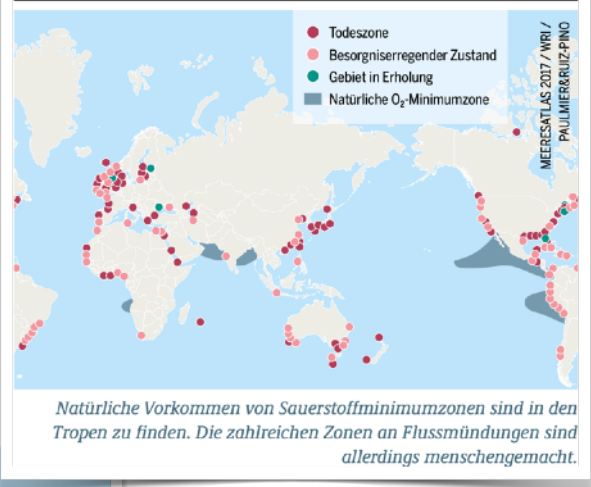 Todeszone
Besorgniserregender Zustand
Gebiet in Erholung
Natürliche O₂-Minimumzone
MEERESATLAS 2017 / WRI /
PAULMIER&RUIZ-PINO
Natürliche Vorkommen von Sauerstoffminimumzonen sind in den
Tropen zu finden. Die zahlreichen Zonen an Flussmündungen sind
allerdings menschengemacht.